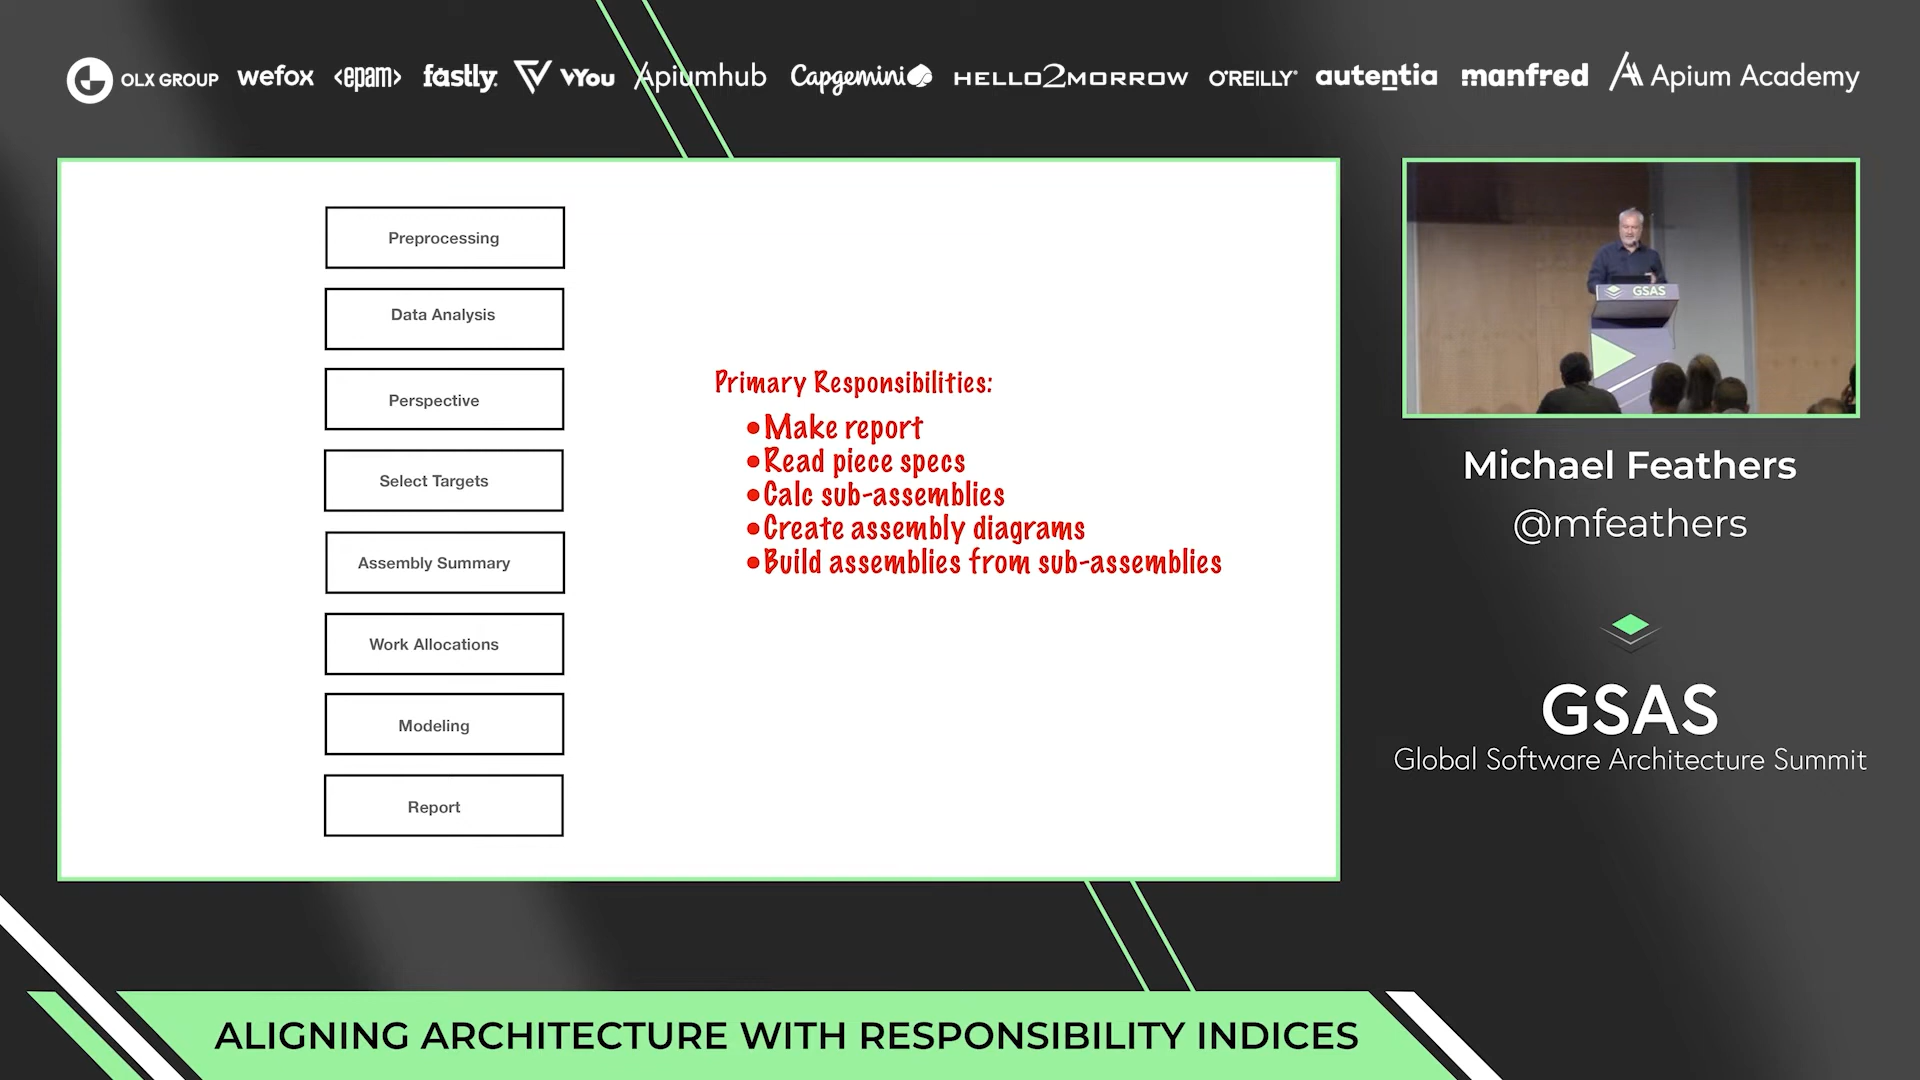 OLX GROUP wefox <epam> fastly VYou Apiumhub Capgemini HELLO2MORROW O'REILLY® autentia manfred Apium Academy
Preprocessing
Data Analysis
Perspective
Select Targets
Assembly Summary
Work Allocations
Modeling
Report
Primary Responsibilities:
•Make report
•Read piece specs
•Calc sub-assemblies
•Create assembly diagrams
•Build assemblies from sub-assemblies
GSAS
Michael Feathers
@mfeathers
GSAS
Global Software Architecture Summit
ALIGNING ARCHITECTURE WITH RESPONSIBILITY INDICES